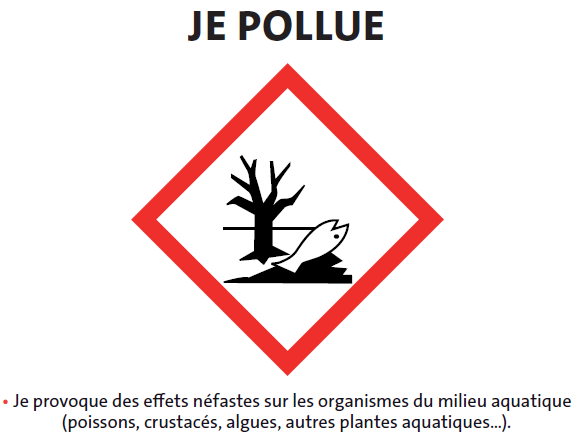 JE POLLUE
• Je provoque des effets néfastes sur les organismes du milieu aquatique
(poissons, crustacés, algues, autres plantes aquatiques...).